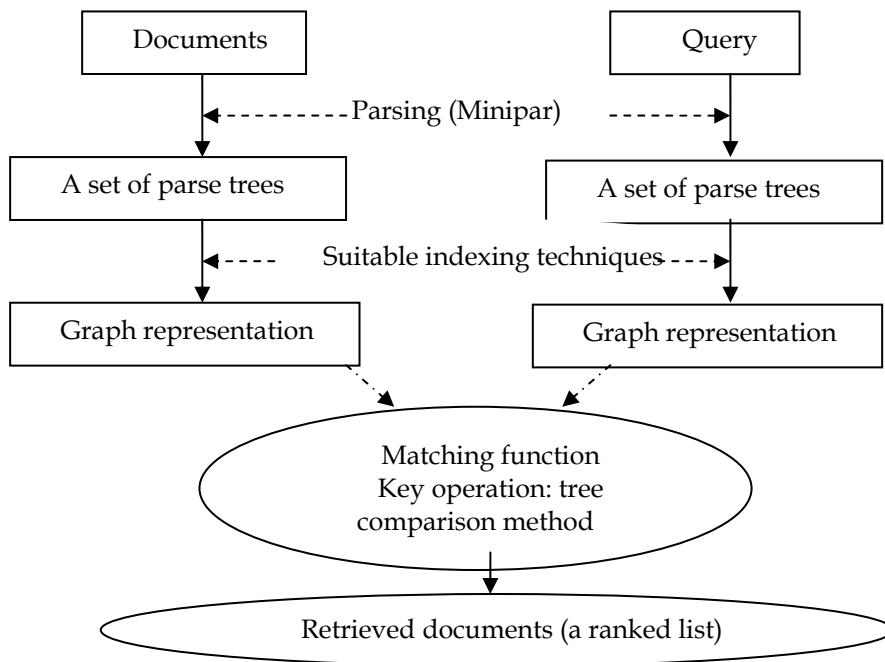 Documents
Query
Parsing (Minipar)
A set of parse trees
A set of parse trees
Suitable indexing techniques
Graph representation
Graph representation
Matching function
Key operation: tree
comparison method
Retrieved documents (a ranked list)